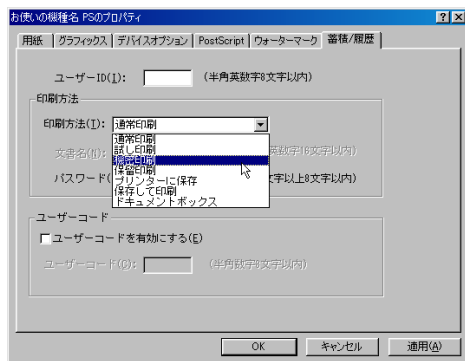 お使いの機種名 PSのプロパティ
用紙 グラフィックス デバイスオプション PostScript ウォーターマーク 蓄積/履歴
ユーザーID(I): (半角英数字8文字以内)
印刷方法
印刷方法(T): 通常印刷
通常印刷
試し印刷
機密印刷
保留印刷
プリンターに保存
保存して印刷
ドキュメントボックス
文書名(N): 英数字16文字以内)
パスワード( 文字以上8文字以内)
ユーザーコード
ユーザーコードを有効にする(E)
ユーザーコード(C): (半角数字8文字以内)
OK キャンセル 適用(A)